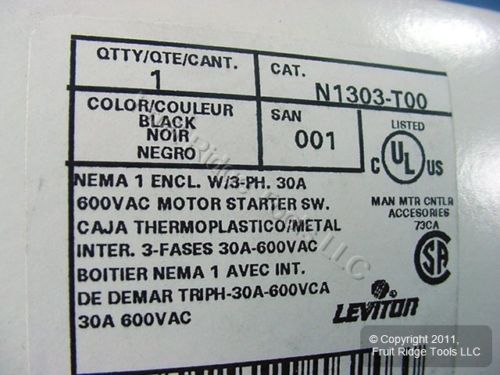 QTTY/QTE/CANT.
1
CAT.
N1303-T00
COLOR/COULEUR
BLACK
NOIR
NEGRO
SAN
001
LISTED
C UL US
MAN MTR CNTLR
ACCESORIES
73CA
NEMA 1 ENCL. W/3-PH. 30A
600VAC MOTOR STARTER SW.
CAJA THERMOPLASTICO/METAL
INTER. 3-FASES 30A-600VAC
BOITIER NEMA 1 AVEC INT.
DE DEMAR TRIPH-30A-600VCA
30A 600VAC
SA
LEVITON
© Copyright 2011,
Fruit Ridge Tools LLC